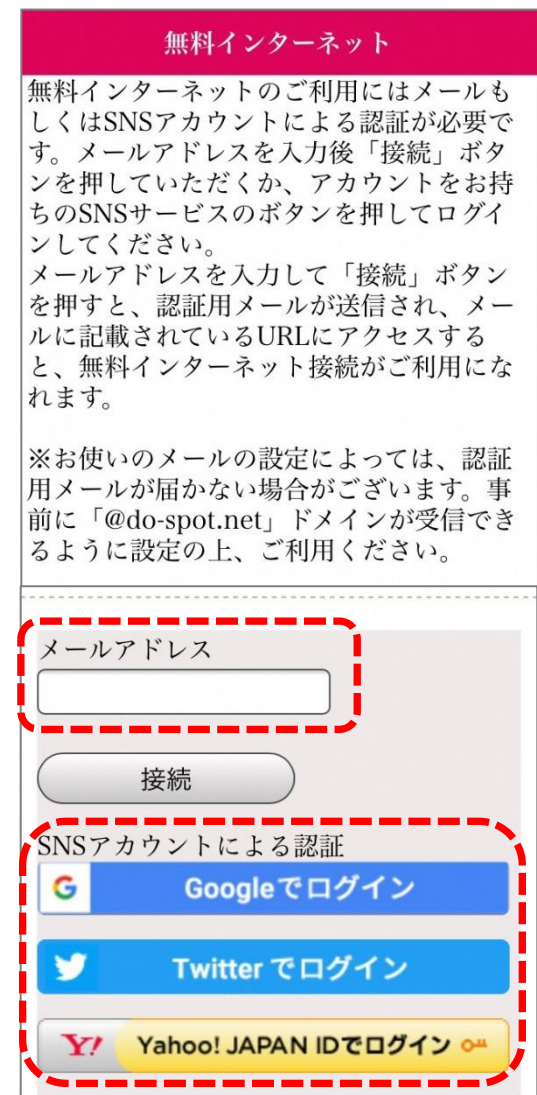 無料インターネット
無料インターネットのご利用にはメールも
しくはSNSアカウントによる認証が必要で
す。メールアドレスを入力後「接続」ボタ
ンを押していただくか、アカウントをお持
ちのSNSサービスのボタンを押してログイ
ンしてください。
メールアドレスを入力して「接続」ボタン
を押すと、認証用メールが送信され、メー
ルに記載されているURLにアクセスする
と、無料インターネット接続がご利用にな
れます。
※お使いのメールの設定によっては、認証
用メールが届かない場合がございます。事
前に「@do-spot.net」ドメインが受信でき
るように設定の上、ご利用ください。
メールアドレス
接続
SNSアカウントによる認証
G Googleでログイン
Twitter でログイン
Y! Yahoo! JAPAN IDでログイン